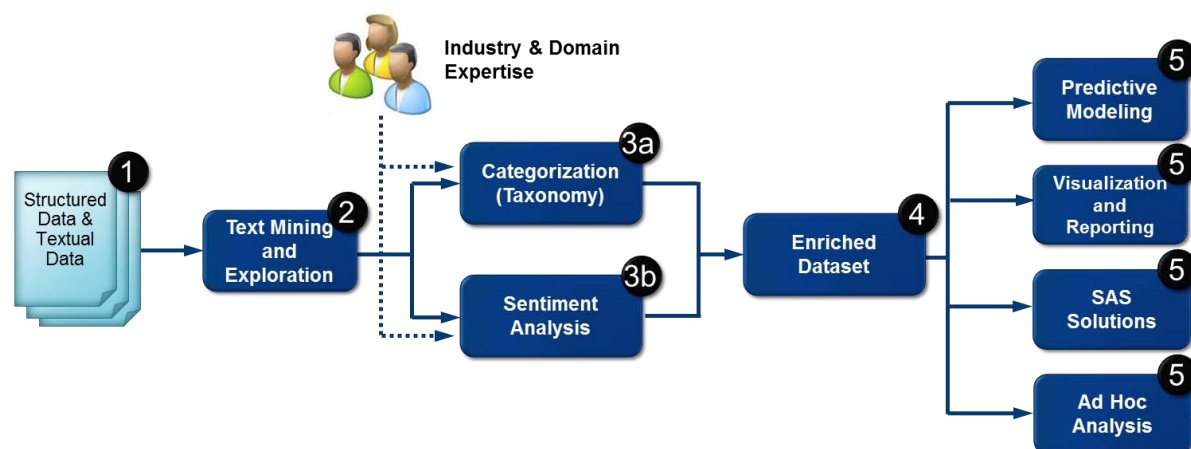 Industry & Domain
Expertise
1
Structured
Data &
Textual
Data
2
Text Mining
and
Exploration
3a
Categorization
(Taxonomy)
3b
Sentiment
Analysis
4
Enriched
Dataset
5
Predictive
Modeling
5
Visualization
and
Reporting
5
SAS
Solutions
5
Ad Hoc
Analysis